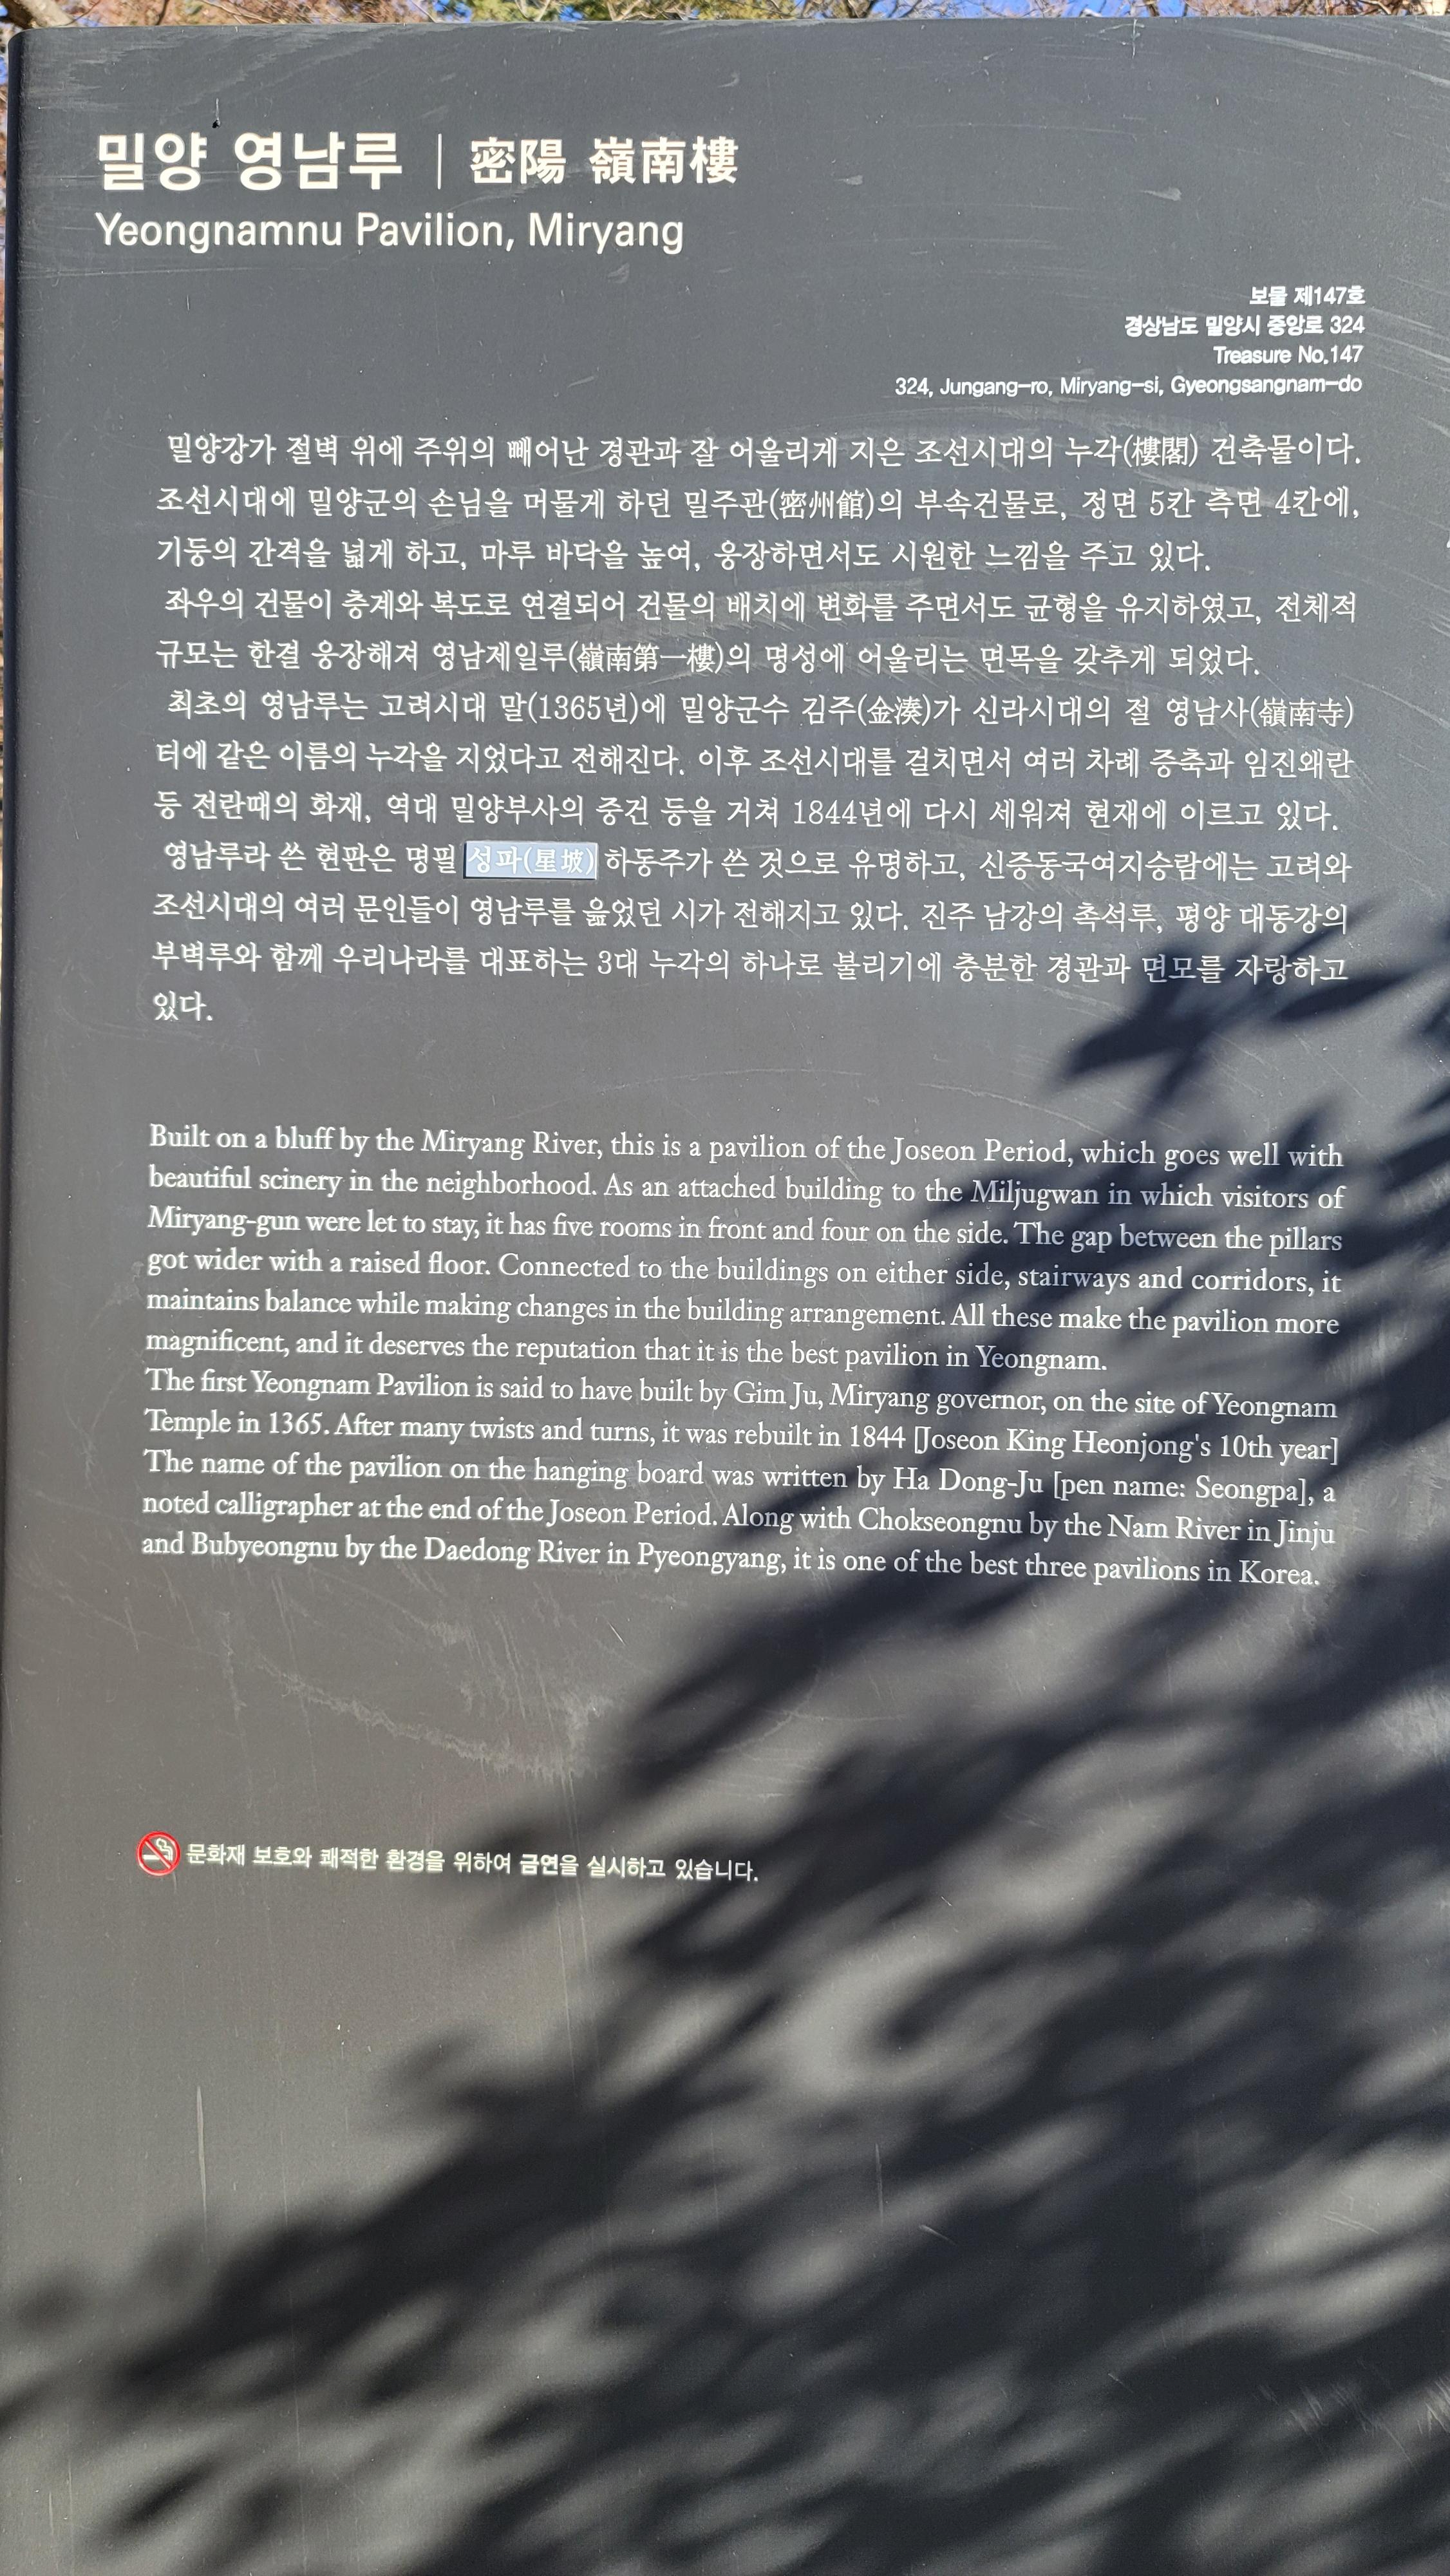 밀양 영남루 | 密陽 嶺南樓
Yeongnamnu Pavilion, Miryang
보물 제147호
경상남도 밀양시 중앙로 324
Treasure No.147
324, Jungang-ro, Miryang-si, Gyeongsangnam-do
밀양강가 절벽 위에 주위의 빼어난 경관과 잘 어울리게 지은 조선시대의 누각(樓閣) 건축물이다.
조선시대에 밀양군의 손님을 머물게 하던 밀주관(密州館)의 부속건물로, 정면 5칸 측면 4칸에,
기둥의 간격을 넓게 하고, 마루 바닥을 높여, 웅장하면서도 시원한 느낌을 주고 있다.
좌우의 건물이 층계와 복도로 연결되어 건물의 배치에 변화를 주면서도 균형을 유지하였고, 전체적
규모는 한결 웅장해져 영남제일루(嶺南第一樓)의 명성에 어울리는 면목을 갖추게 되었다.
최초의 영남루는 고려시대 말(1365년)에 밀양군수 김주(金湊)가 신라시대의 절 영남사(嶺南寺)
터에 같은 이름의 누각을 지었다고 전해진다. 이후 조선시대를 걸치면서 여러 차례 증축과 임진왜란
등 전란때의 화재, 역대 밀양부사의 중건 등을 거쳐 1844년에 다시 세워져 현재에 이르고 있다.
영남루라 쓴 현판은 명필 성파(星坡) 하동주가 쓴 것으로 유명하고, 신증동국여지승람에는 고려와
조선시대의 여러 문인들이 영남루를 읊었던 시가 전해지고 있다. 진주 남강의 촉석루, 평양 대동강의
부벽루와 함께 우리나라를 대표하는 3대 누각의 하나로 불리기에 충분한 경관과 면모를 자랑하고
있다.
Built on a bluff by the Miryang River, this is a pavilion of the Joseon Period, which goes well with
beautiful scinery in the neighborhood. As an attached building to the Miljugwan in which visitors of
Miryang-gun were let to stay, it has five rooms in front and four on the side. The gap between the pillars
got wider with a raised floor. Connected to the buildings on either side, stairways and corridors, it
maintains balance while making changes in the building arrangement. All these make the pavilion more
magnificent, and it deserves the reputation that it is the best pavilion in Yeongnam.
The first Yeongnam Pavilion is said to have built by Gim Ju, Miryang governor, on the site of Yeongnam
Temple in 1365. After many twists and turns, it was rebuilt in 1844 [Joseon King Heonjong's 10th year]
The name of the pavilion on the hanging board was written by Ha Dong-Ju [pen name: Seongpa], a
noted calligrapher at the end of the Joseon Period. Along with Chokseongnu by the Nam River in Jinju
and Bubyeongnu by the Daedong River in Pyeongyang, it is one of the best three pavilions in Korea.
문화재 보호와 쾌적한 환경을 위하여 금연을 실시하고 있습니다.